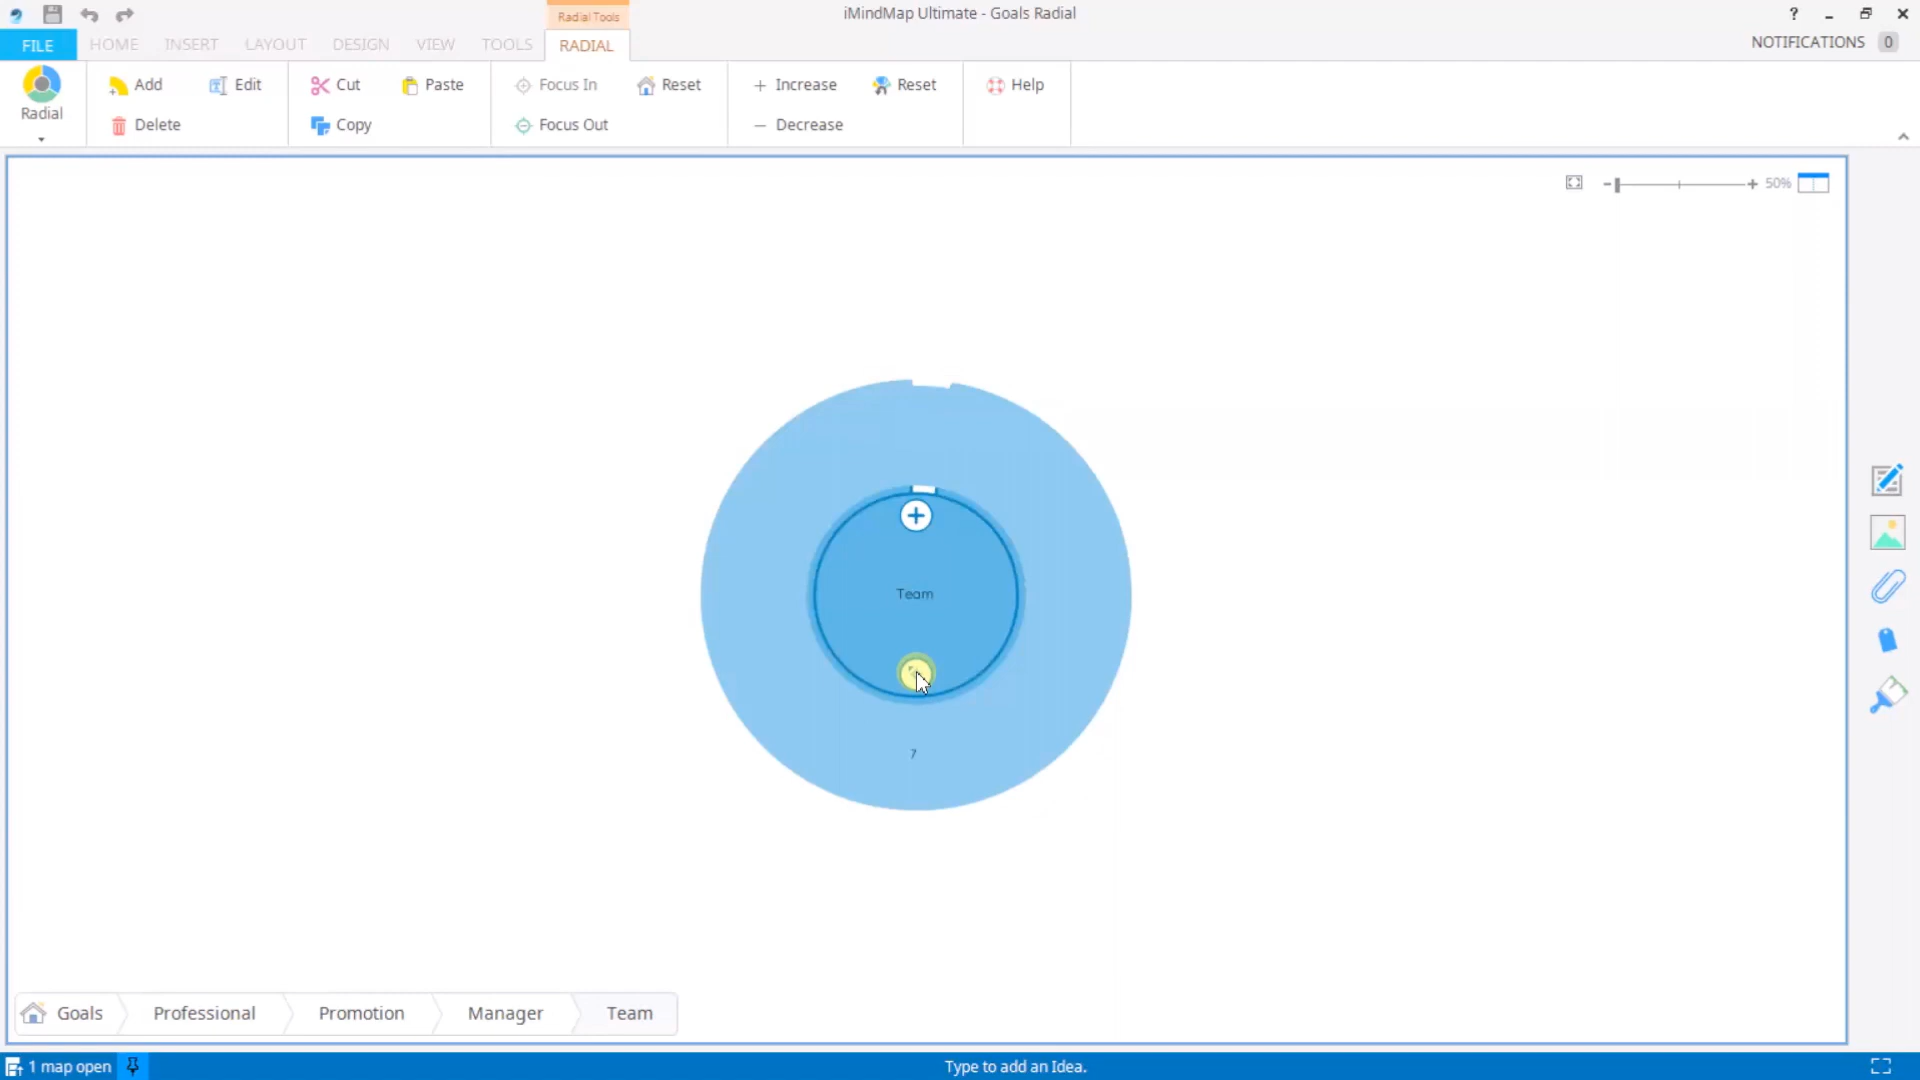 Radial Tools
iMindMap Ultimate - Goals Radial
?
FILE
HOME
INSERT
LAYOUT
DESIGN
VIEW
TOOLS
RADIAL
NOTIFICATIONS 0
Radial
Add
Edit
Delete
Cut
Paste
Copy
Focus In
Reset
Focus Out
+ Increase
Reset
− Decrease
Help
50%
Team
7
Goals
Professional
Promotion
Manager
Team
1 map open
Type to add an Idea.